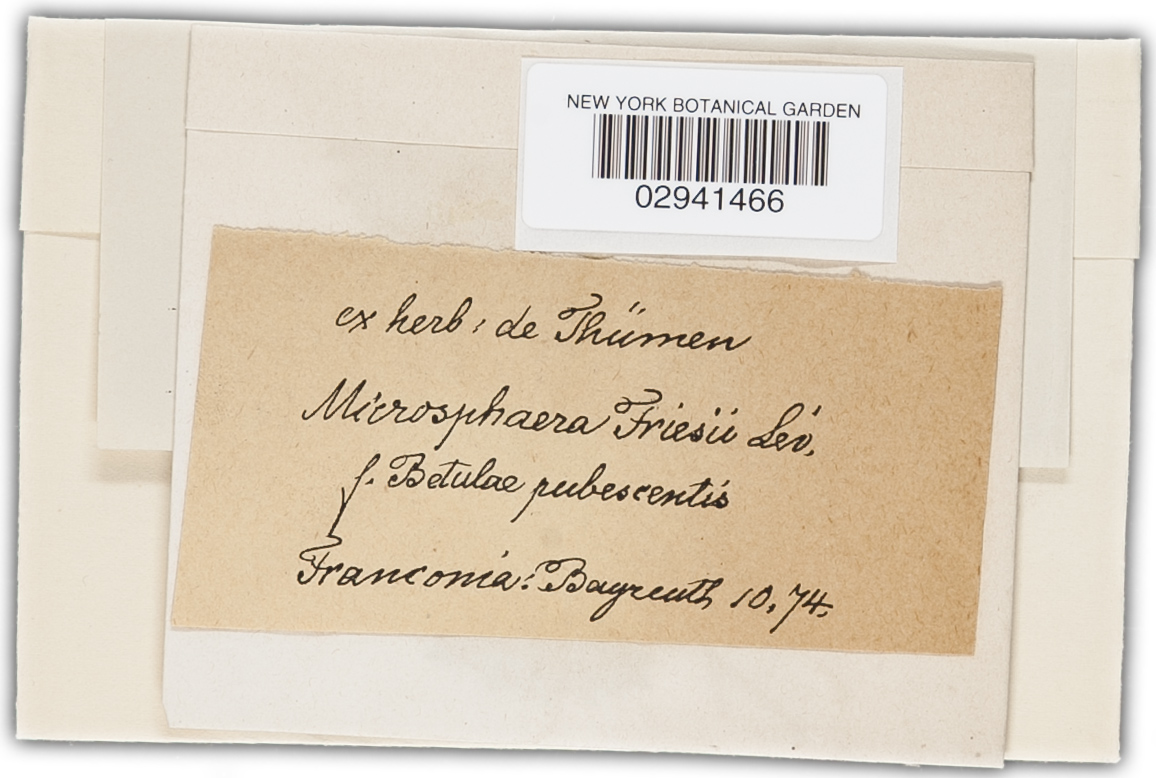 NEW YORK BOTANICAL GARDEN
02941466
ex herb: de Thümen
Microsphaera Friesii Lév.
f. Betulae pubescentis
Franconia: Bayreuth 10.74.